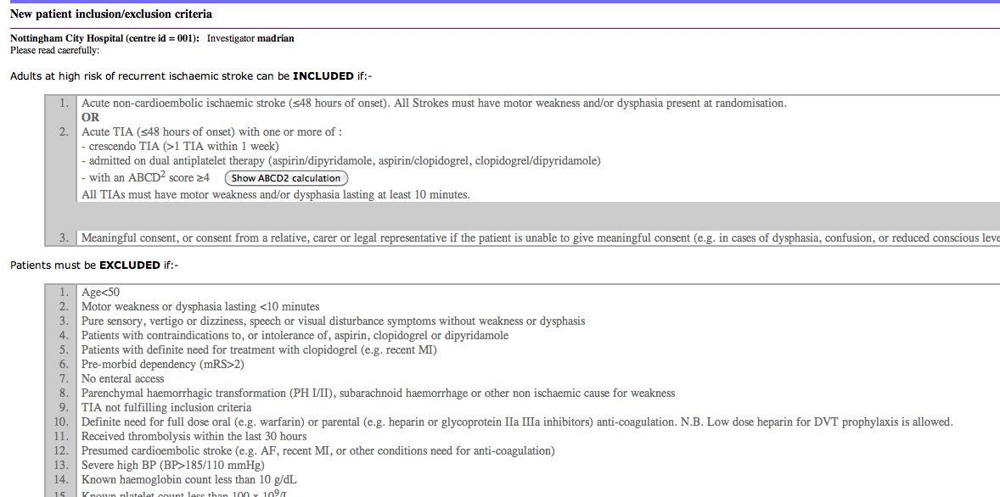 New patient inclusion/exclusion criteria
Nottingham City Hospital (centre id = 001): Investigator madrian
Please read caerefully:
Adults at high risk of recurrent ischaemic stroke can be INCLUDED if:-
1. Acute non-cardioembolic ischaemic stroke (≤48 hours of onset). All Strokes must have motor weakness and/or dysphasia present at randomisation.
OR
2. Acute TIA (≤48 hours of onset) with one or more of :
- crescendo TIA (>1 TIA within 1 week)
- admitted on dual antiplatelet therapy (aspirin/dipyridamole, aspirin/clopidogrel, clopidogrel/dipyridamole)
- with an ABCD² score ≥4 Show ABCD2 calculation
All TIAs must have motor weakness and/or dysphasia lasting at least 10 minutes.
3. Meaningful consent, or consent from a relative, carer or legal representative if the patient is unable to give meaningful consent (e.g. in cases of dysphasia, confusion, or reduced conscious leve
Patients must be EXCLUDED if:-
1. Age<50
2. Motor weakness or dysphasia lasting <10 minutes
3. Pure sensory, vertigo or dizziness, speech or visual disturbance symptoms without weakness or dysphasis
4. Patients with contraindications to, or intolerance of, aspirin, clopidogrel or dipyridamole
5. Patients with definite need for treatment with clopidogrel (e.g. recent MI)
6. Pre-morbid dependency (mRS>2)
7. No enteral access
8. Parenchymal haemorrhagic transformation (PH I/II), subarachnoid haemorrhage or other non ischaemic cause for weakness
9. TIA not fulfilling inclusion criteria
10. Definite need for full dose oral (e.g. warfarin) or parental (e.g. heparin or glycoprotein IIa IIIa inhibitors) anti-coagulation. N.B. Low dose heparin for DVT prophylaxis is allowed.
11. Received thrombolysis within the last 30 hours
12. Presumed cardioembolic stroke (e.g. AF, recent MI, or other conditions need for anti-coagulation)
13. Severe high BP (BP>185/110 mmHg)
14. Known haemoglobin count less than 10 g/dL
15. Known platelet count less than 100 x 10⁹/L